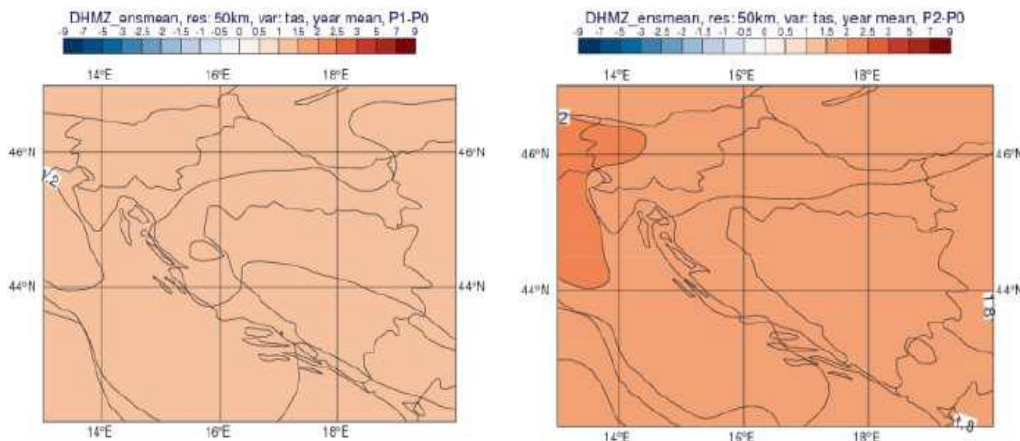 DHMZ_ensmean, res: 50km, var: tas, year mean, P1-P0
-9 -7 -5 -3 -2.5 -2 -1.5 -1 -0.5 0 0.5 1 1.5 2 2.5 3 5 7 9
14°E 16°E 18°E
46°N
44°N
1.2
14°E 16°E 18°E
DHMZ_ensmean, res: 50km, var: tas, year mean, P2-P0
-9 -7 -5 -3 -2.5 -2 -1.5 -1 -0.5 0 0.5 1 1.5 2 2.5 3 5 7 9
14°E 16°E 18°E
2
46°N 46°N
44°N 44°N
1.8
1.8
14°E 16°E 18°E